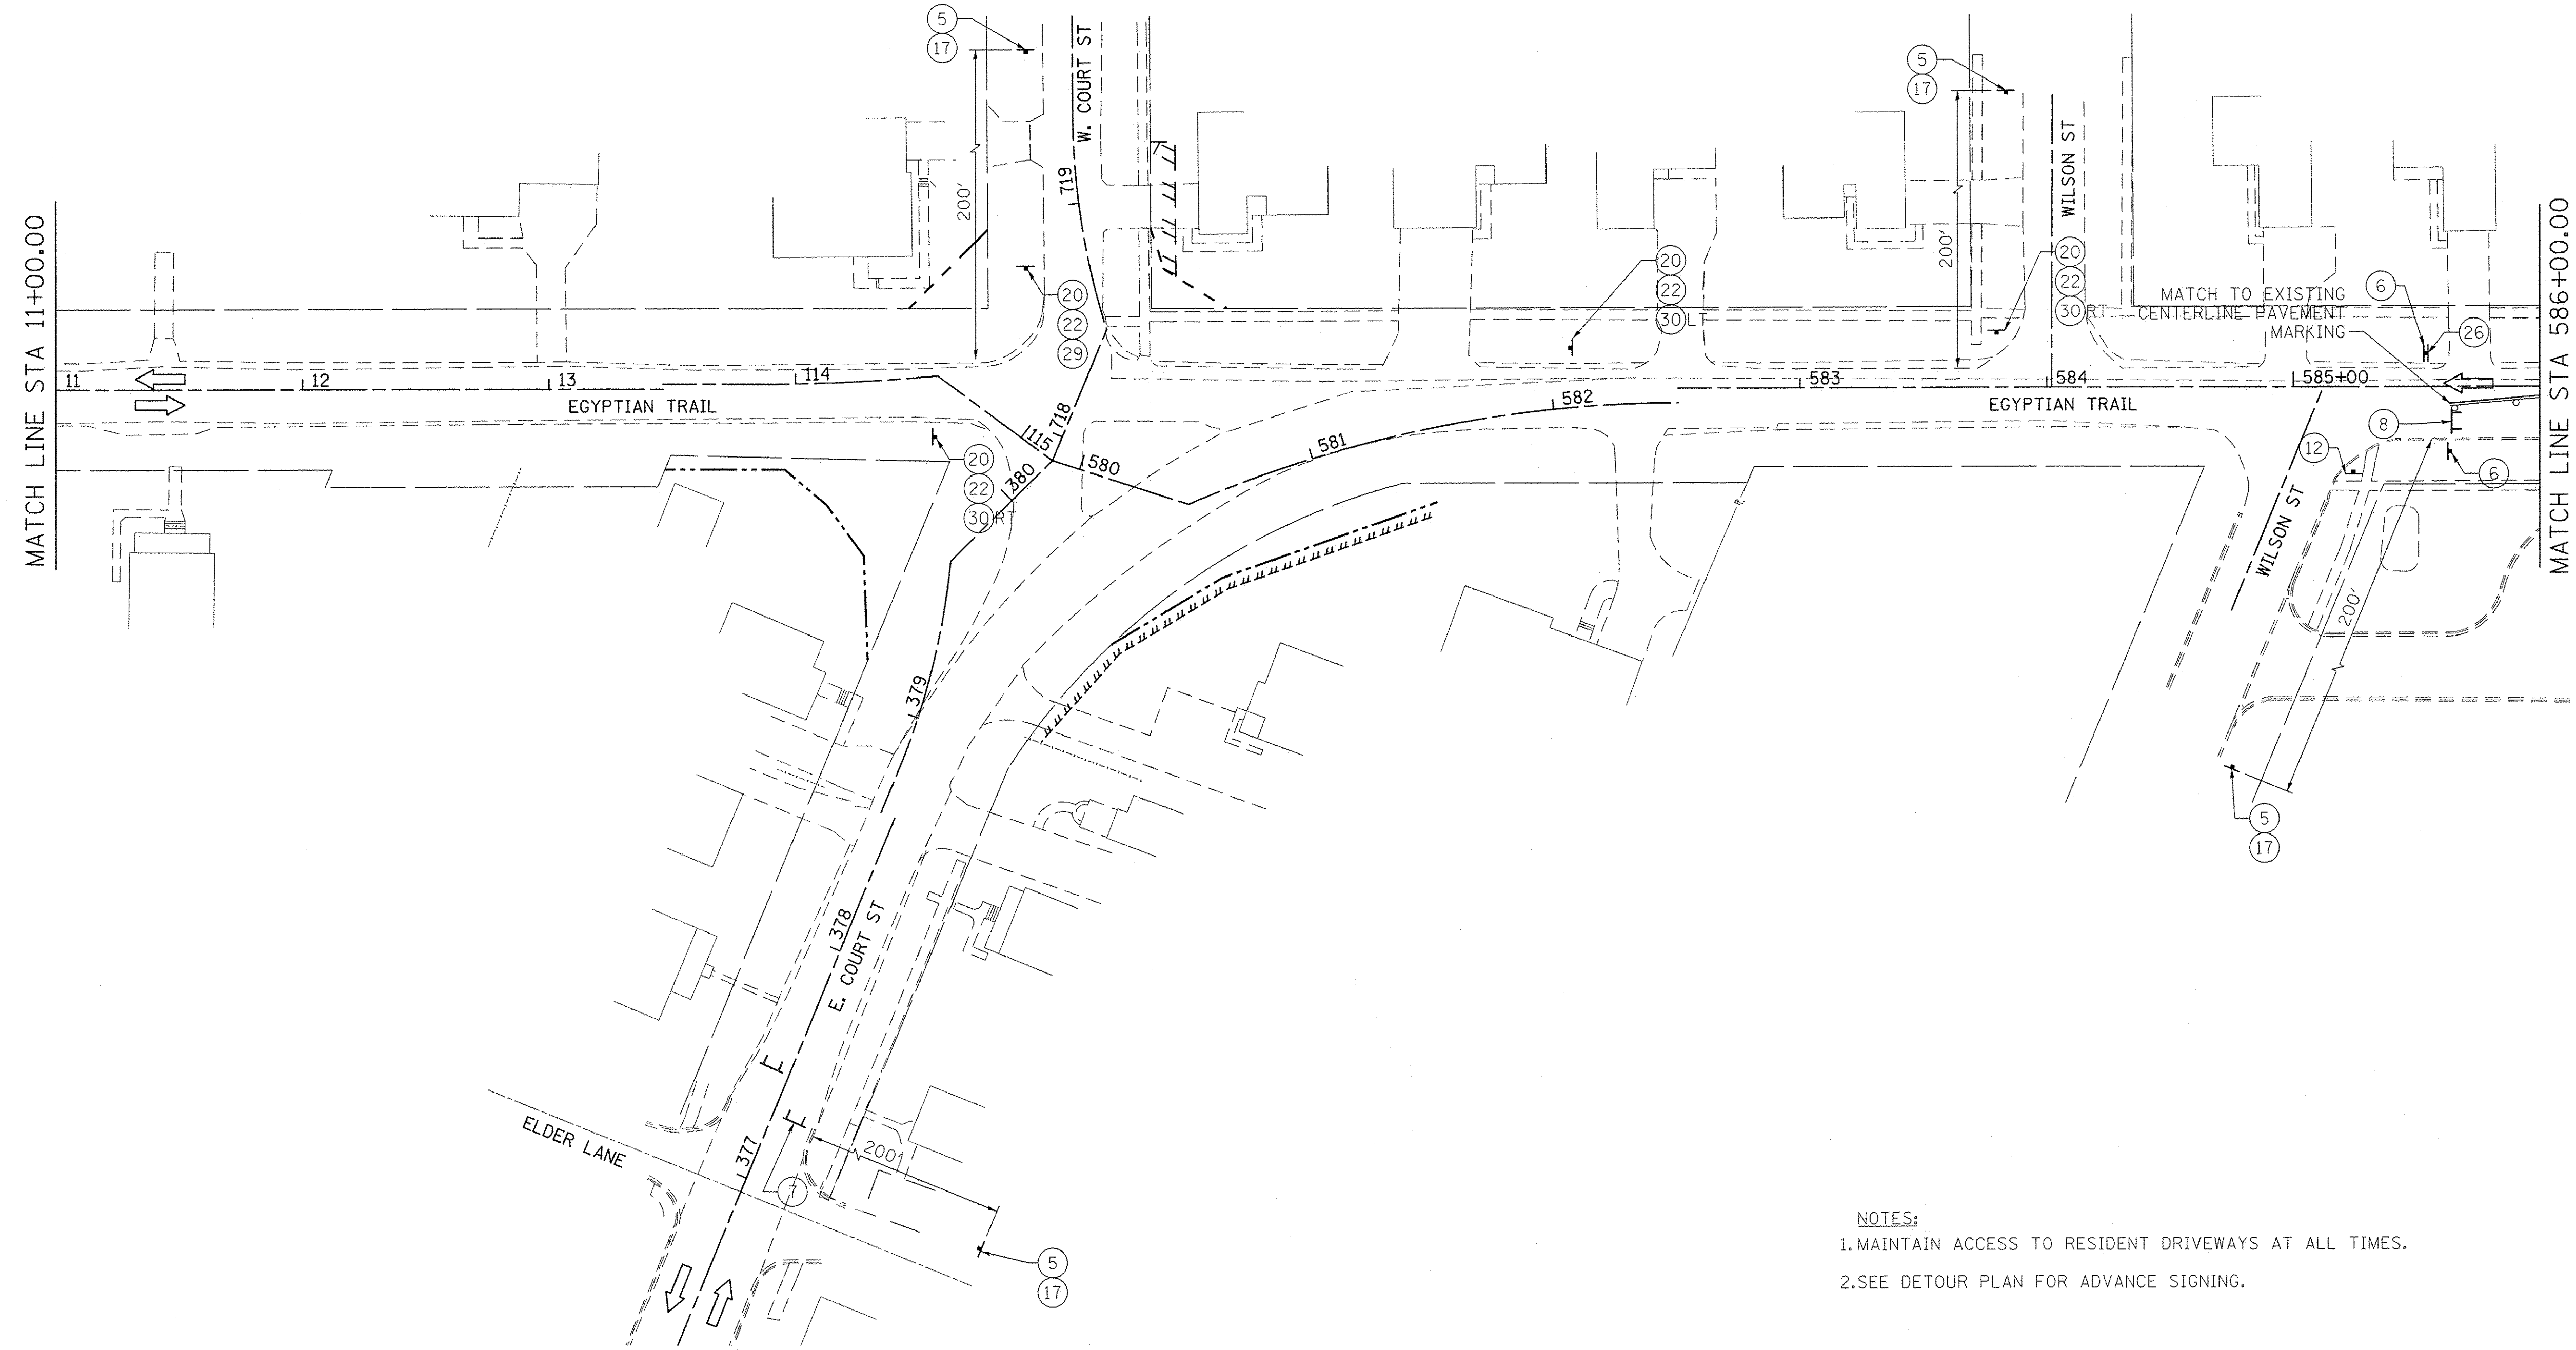 5
17
200'
W. COURT ST
719
20
22
29
5
17
200'
WILSON ST
20
22
30 RT
20
22
30 LT
MATCH TO EXISTING
CENTERLINE PAVEMENT
MARKING
6
26
MATCH LINE STA 11+00.00
MATCH LINE STA 586+00.00
11
12
13
114
EGYPTIAN TRAIL
115
718
380
580
581
582
583
584
585+00
EGYPTIAN TRAIL
20
22
30 RT
8
12
6
WILSON ST
200'
5
17
379
378
E. COURT ST
377
ELDER LANE
7
200'
5
17
NOTES:
1. MAINTAIN ACCESS TO RESIDENT DRIVEWAYS AT ALL TIMES.
2. SEE DETOUR PLAN FOR ADVANCE SIGNING.